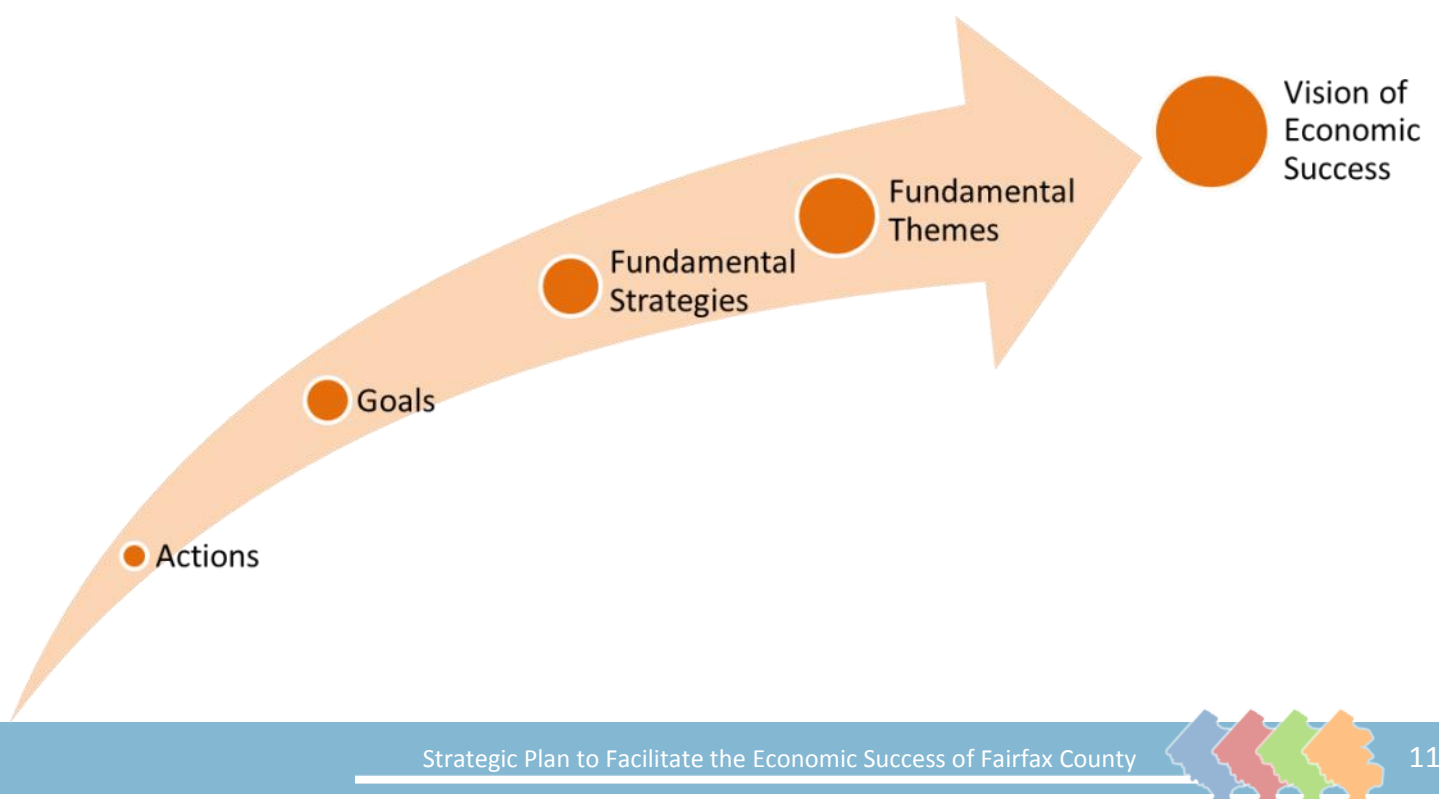 Vision of
Economic
Success
Fundamental
Themes
Fundamental
Strategies
Goals
Actions
Strategic Plan to Facilitate the Economic Success of Fairfax County
11